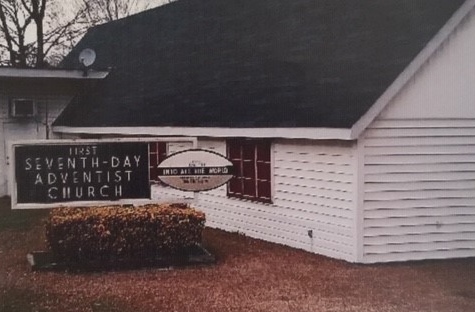 FIRST
SEVENTH-DAY
ADVENTIST
CHURCH
INTO ALL THE WORLD